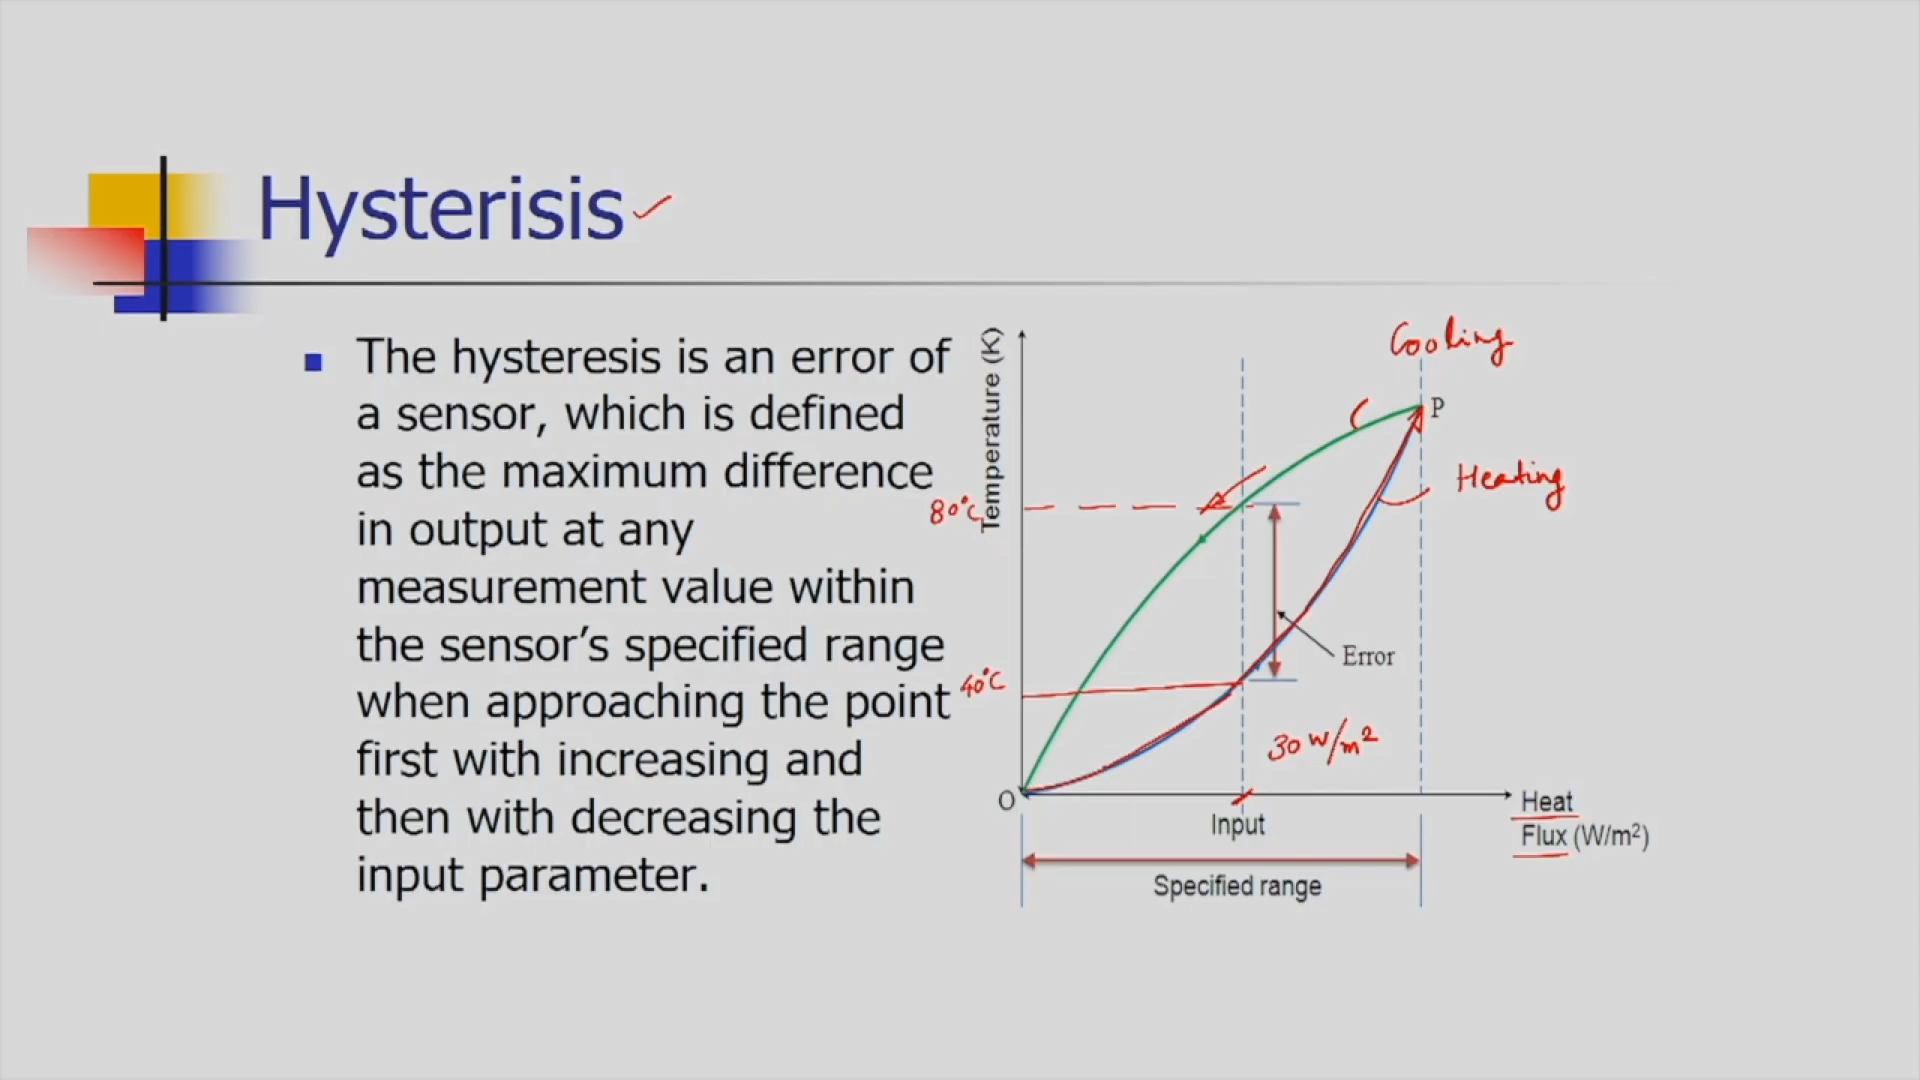 Hysterisis
The hysteresis is an error of
a sensor, which is defined
as the maximum difference
in output at any
measurement value within
the sensor's specified range
when approaching the point
first with increasing and
then with decreasing the
input parameter.
Temperature (K)
Cooling
P
Heating
80°C
Error
40°C
30 W/m²
O
Input
Heat
Flux (W/m²)
Specified range